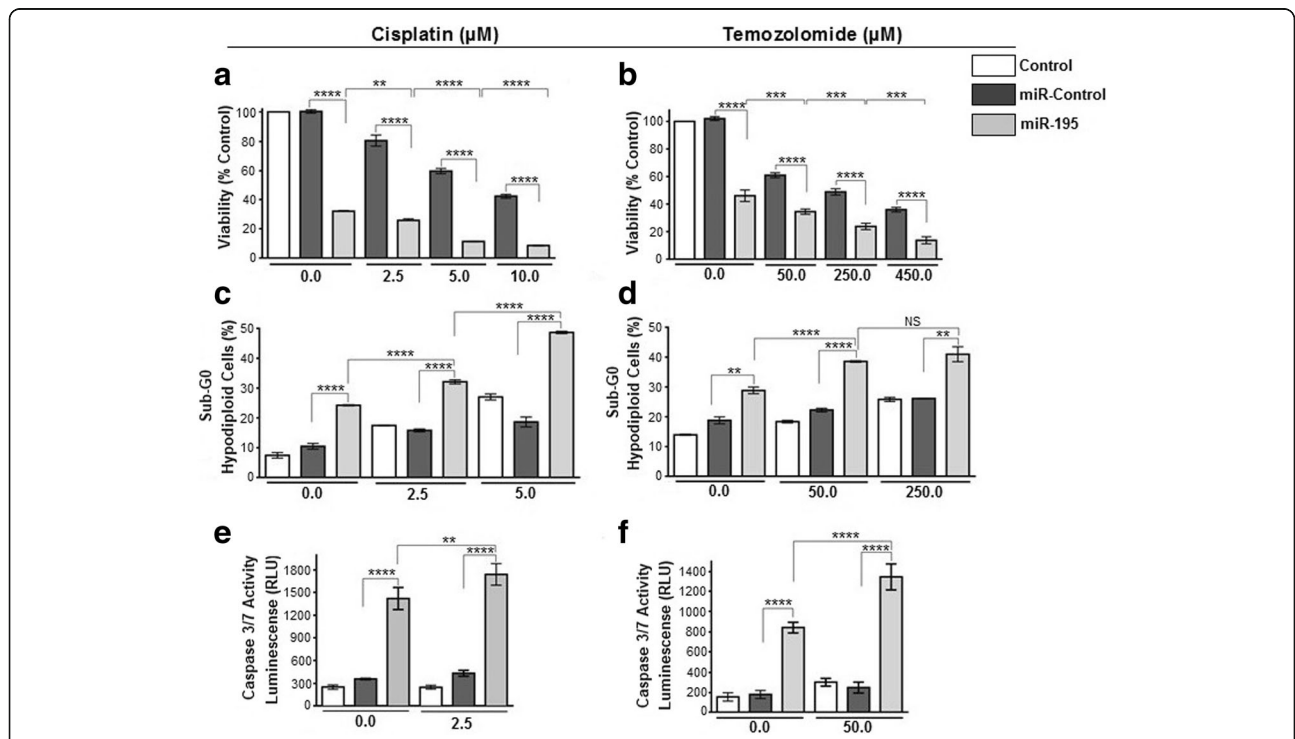 Cisplatin (µM)
Temozolomide (µM)
Control
miR-Control
miR-195
a
**** ** **** ****
**** **** ****
Viability (% Control)
100
80
60
40
20
0
0.0 2.5 5.0 10.0
b
**** *** *** ***
**** **** ****
Viability (% Control)
100
80
60
40
20
0
0.0 50.0 250.0 450.0
c
****
****
****
****
****
Sub-G0
Hypodiploid Cells (%)
50
40
30
20
10
0
0.0 2.5 5.0
d
NS
****
**** **
**
Sub-G0
Hypodiploid Cells (%)
50
40
30
20
10
0
0.0 50.0 250.0
e
**
****
****
Caspase 3/7 Activity
Luminescense (RLU)
1800
1500
1200
900
600
300
0
0.0 2.5
f
****
****
****
Caspase 3/7 Activity
Luminescense (RLU)
1400
1200
1000
800
600
400
200
0
0.0 50.0